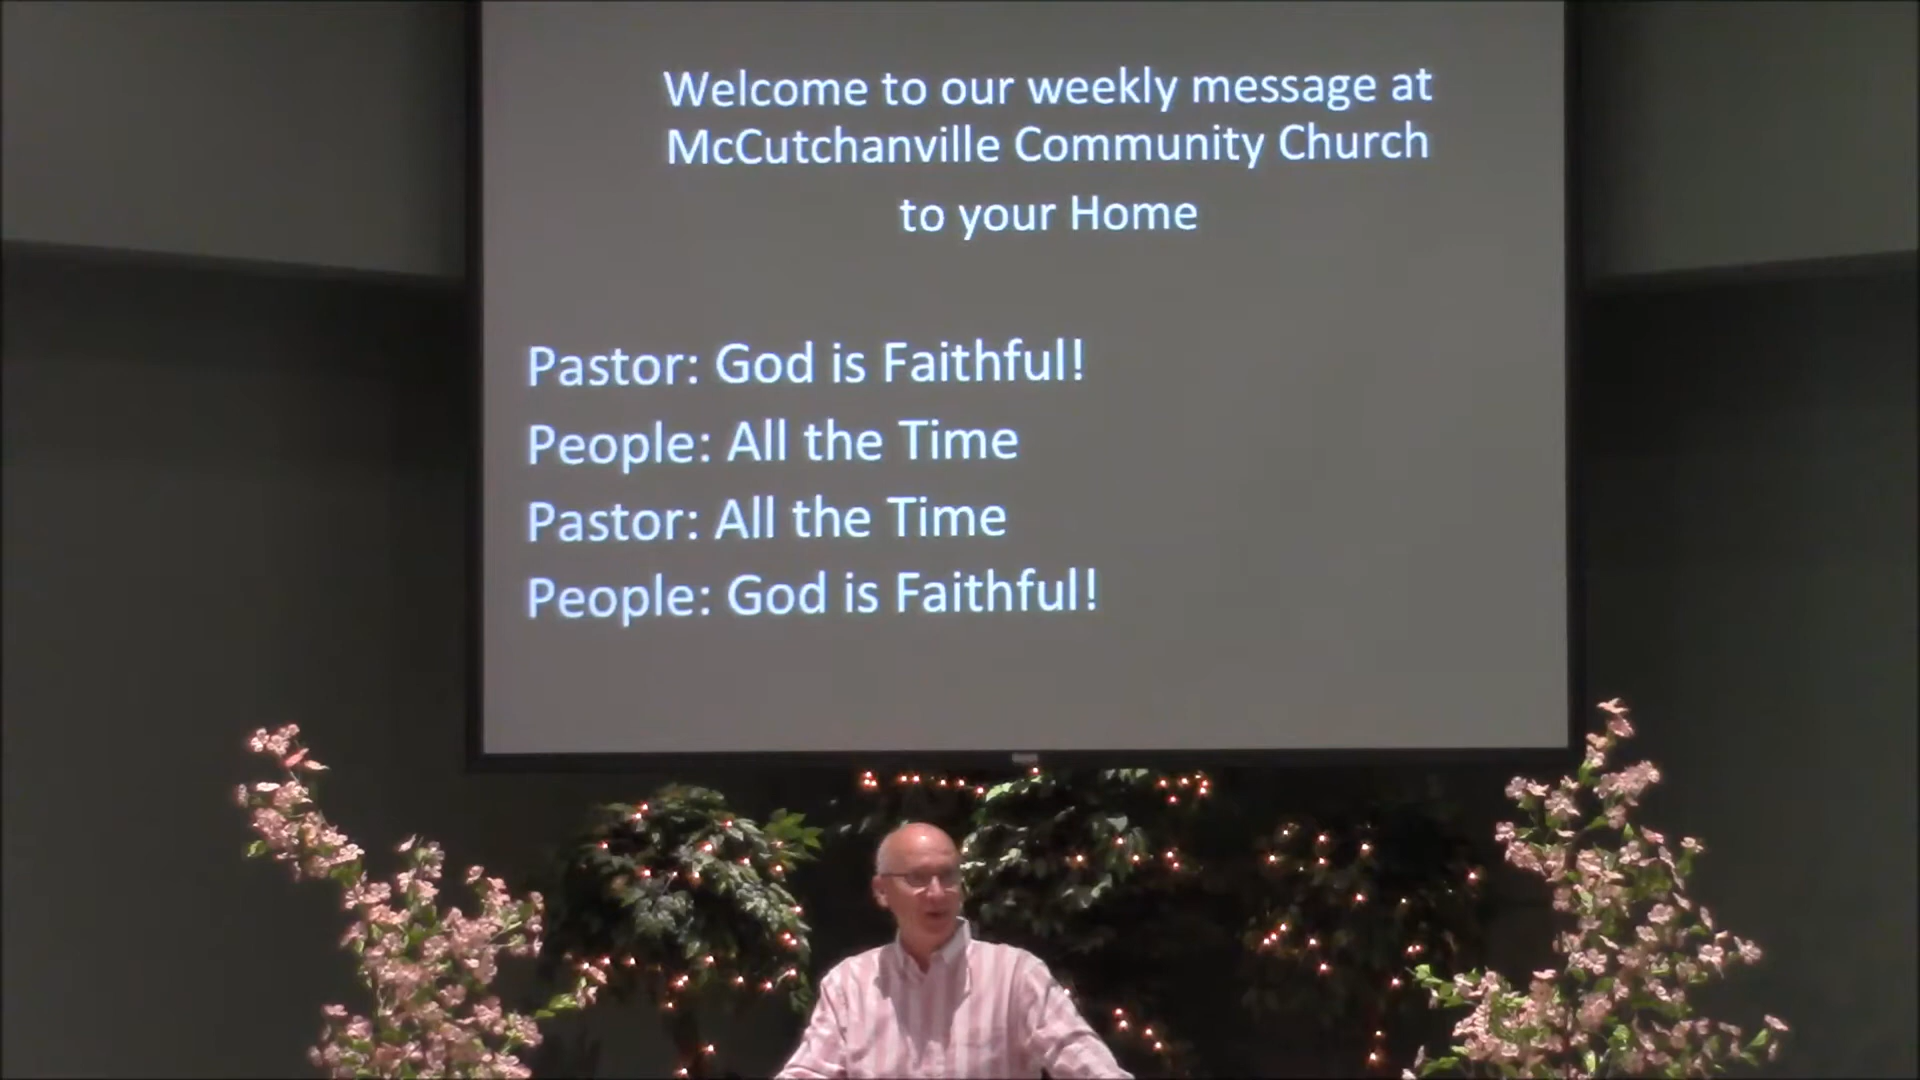 Welcome to our weekly message at
McCutchanville Community Church
to your Home
Pastor: God is Faithful!
People: All the Time
Pastor: All the Time
People: God is Faithful!